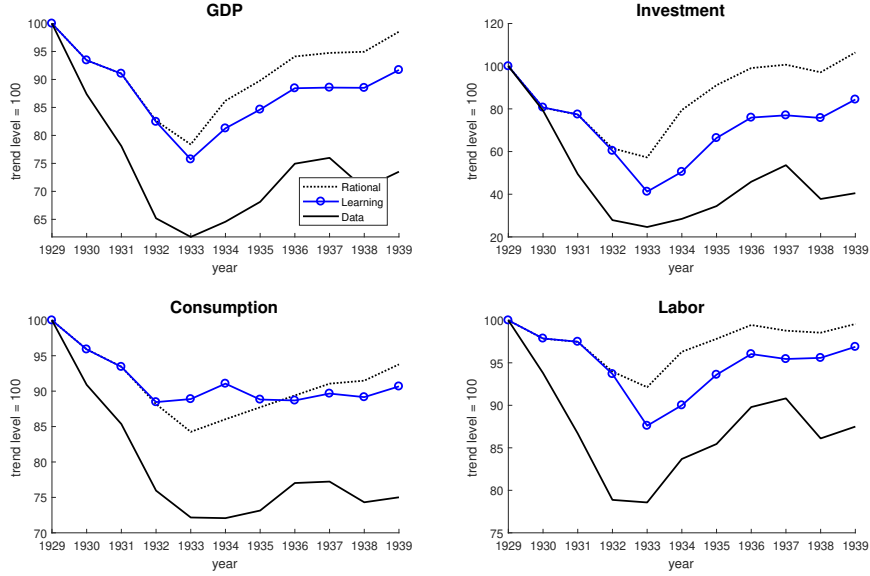 GDP
trend level = 100
100
95
90
85
80
75
70
65
1929 1930 1931 1932 1933 1934 1935 1936 1937 1938 1939
year
Rational
Learning
Data
Investment
trend level = 100
120
100
80
60
40
20
1929 1930 1931 1932 1933 1934 1935 1936 1937 1938 1939
year
Consumption
trend level = 100
100
95
90
85
80
75
70
1929 1930 1931 1932 1933 1934 1935 1936 1937 1938 1939
year
Labor
trend level = 100
100
95
90
85
80
75
1929 1930 1931 1932 1933 1934 1935 1936 1937 1938 1939
year